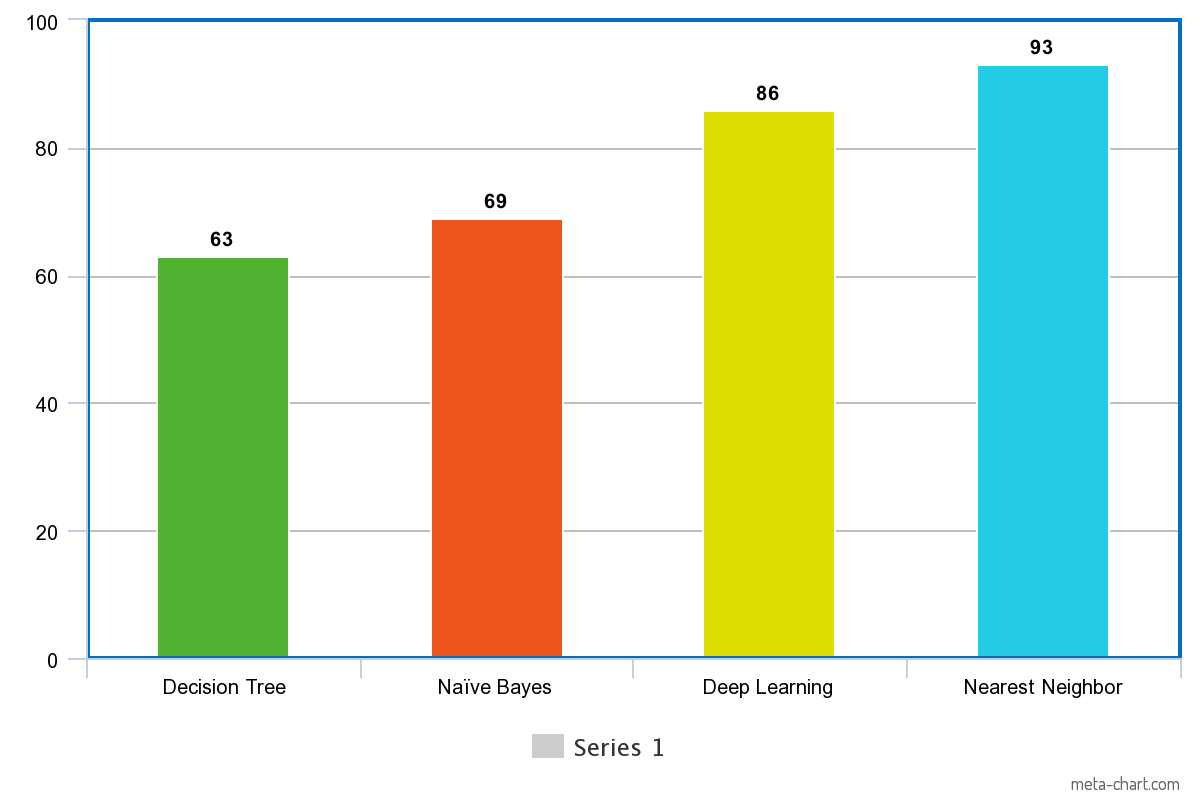 100
80
60
40
20
0
63
69
86
93
Decision Tree
Naïve Bayes
Deep Learning
Nearest Neighbor
Series 1
meta-chart.com